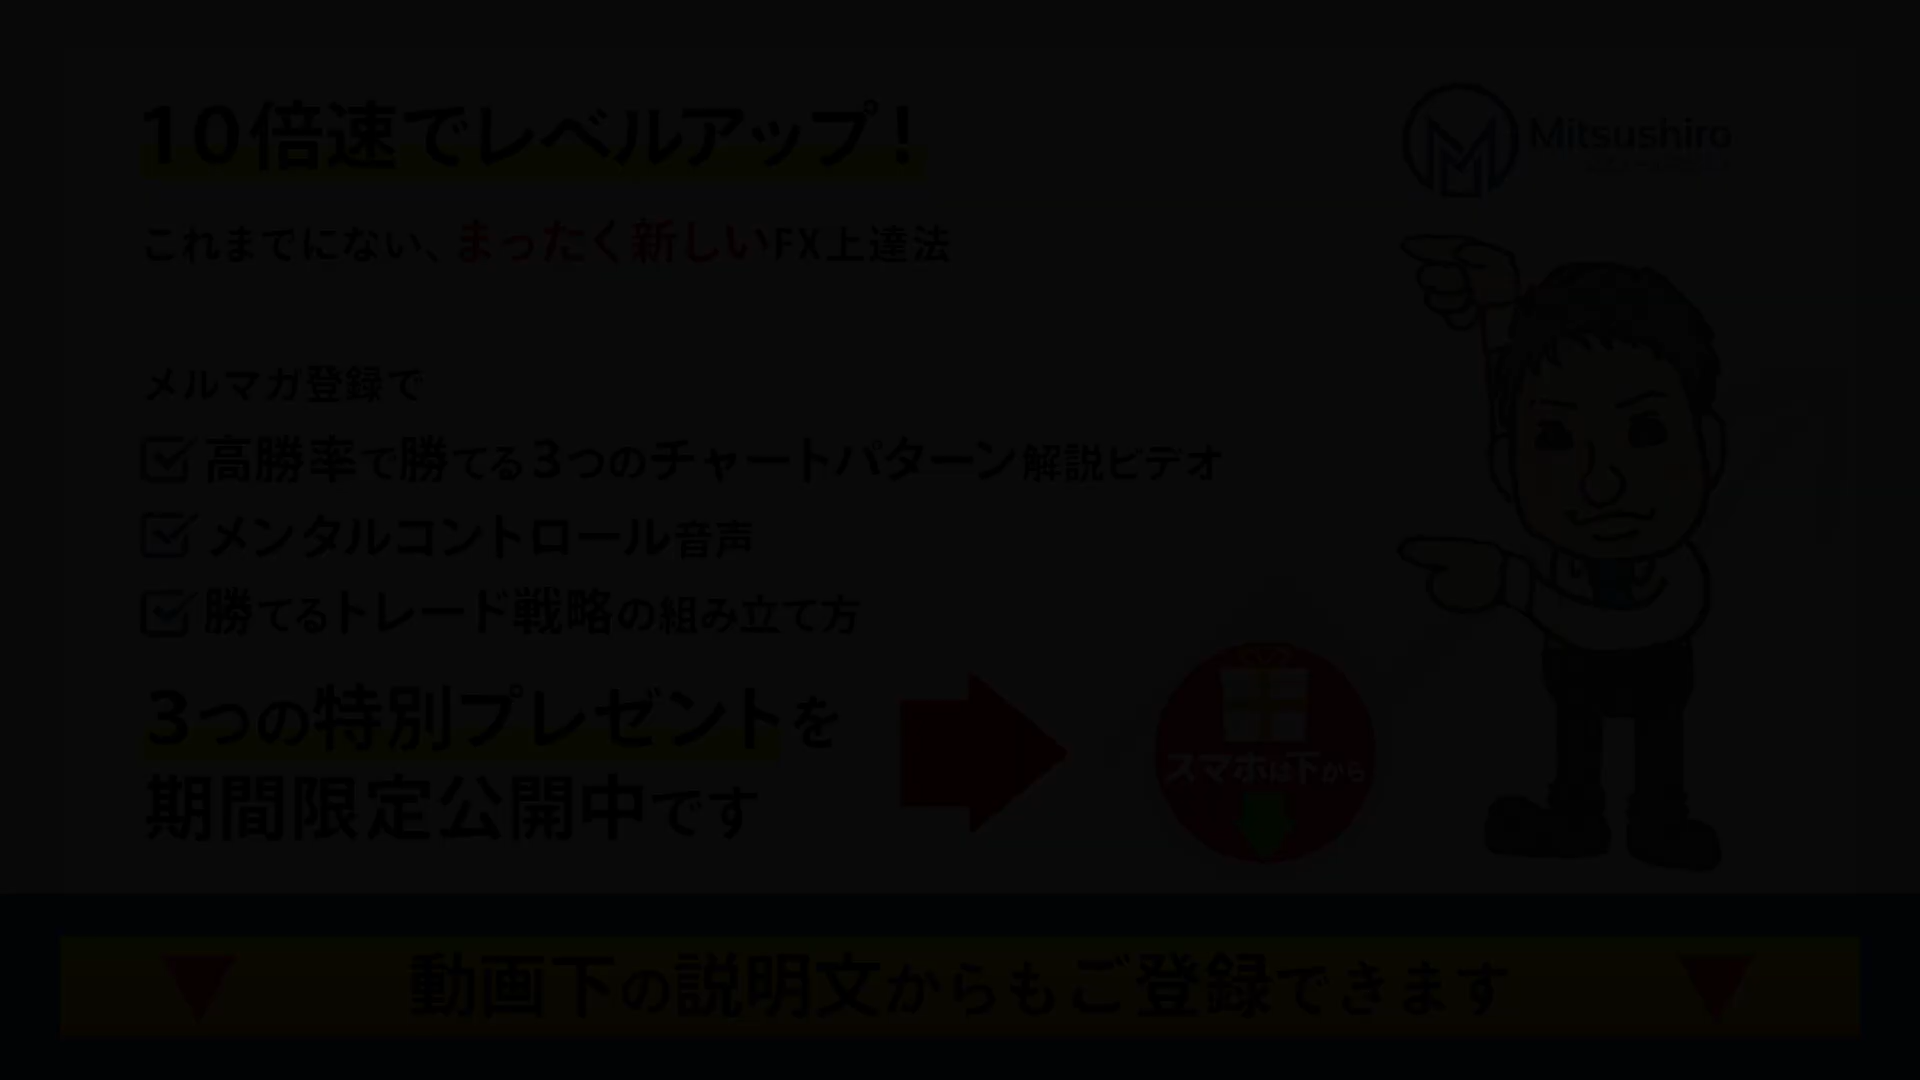 10倍速でレベルアップ！
Mitsushiro
これまでにない、まったく新しいFX上達法
メルマガ登録で
高勝率で勝てる3つのチャートパターン解説ビデオ
メンタルコントロール音声
勝てるトレード戦略の組み立て方
3つの特別プレゼントを
期間限定公開中です
スマホは下から
動画下の説明文からもご登録できます